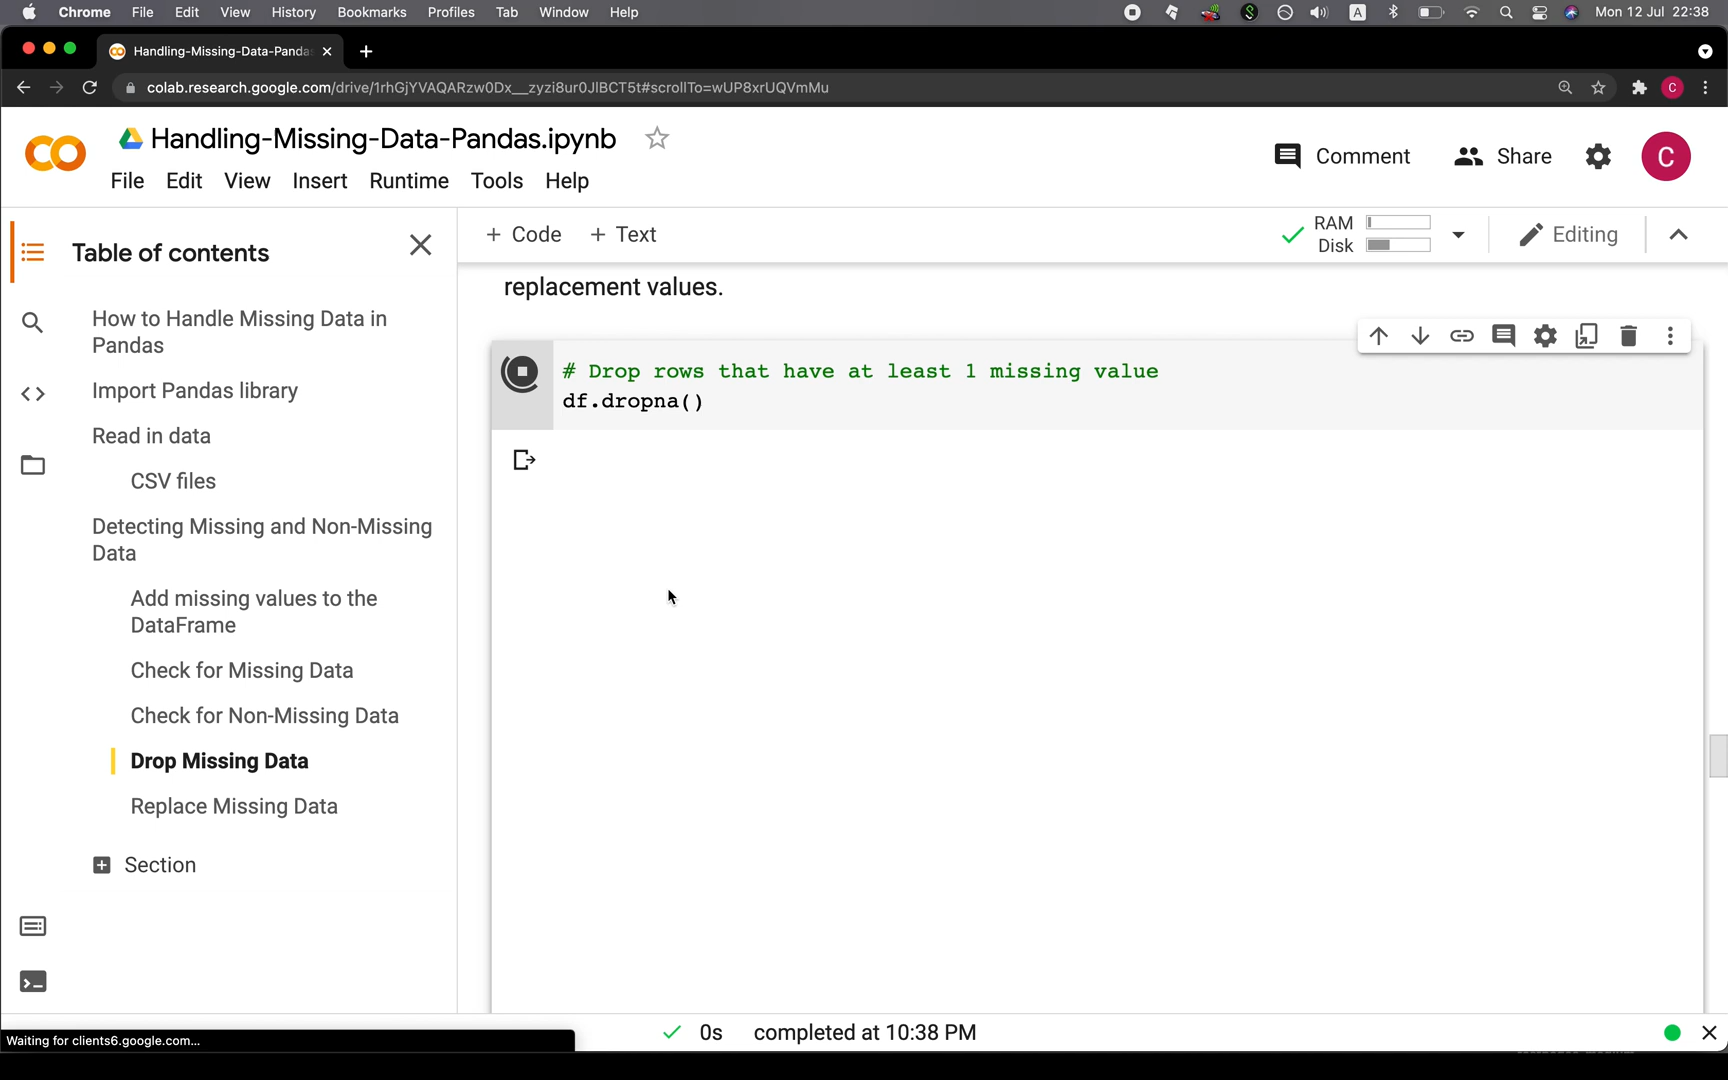 Chrome File Edit View History Bookmarks Profiles Tab Window Help
A
Mon 12 Jul 22:38
Handling-Missing-Data-Panda
colab.research.google.com/drive/1rhGjYVAQARzw0Dx__zyzi8ur0JlBCT5t#scrollTo=wUP8xrUQVmMu
C
Handling-Missing-Data-Pandas.ipynb
File Edit View Insert Runtime Tools Help
Comment
Share
C
Table of contents
How to Handle Missing Data in
Pandas
Import Pandas library
Read in data
CSV files
Detecting Missing and Non-Missing
Data
Add missing values to the
DataFrame
Check for Missing Data
Check for Non-Missing Data
Drop Missing Data
Replace Missing Data
Section
+ Code + Text
RAM
Disk
Editing
replacement values.
# Drop rows that have at least 1 missing value
df.dropna()
Waiting for clients6.google.com...
0s completed at 10:38 PM